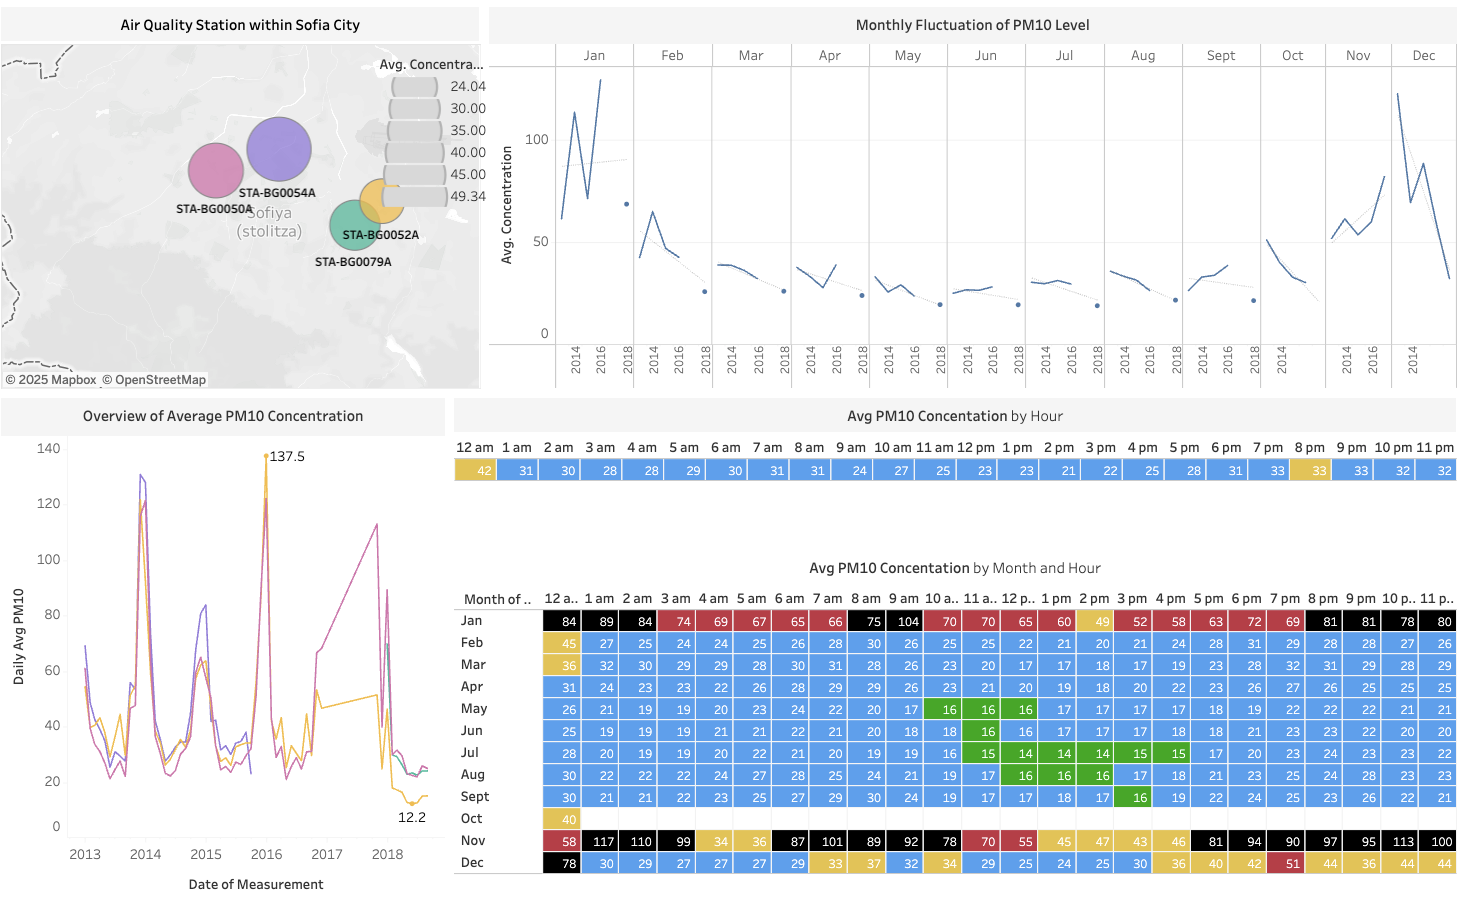 Air Quality Station within Sofia City
Avg. Concentra...
24.04
30.00
35.00
40.00
45.00
49.34
STA-BG0054A
STA-BG0050A
Sofiya
(stolitza)
STA-BG0052A
STA-BG0079A
© 2025 Mapbox © OpenStreetMap
Monthly Fluctuation of PM10 Level
Jan Feb Mar Apr May Jun Jul Aug Sept Oct Nov Dec
Avg. Concentration
100
50
0
2014 2016 2018 2014 2016 2018 2014 2016 2018 2014 2016 2018 2014 2016 2018 2014 2016 2018 2014 2016 2018 2014 2016 2018 2014 2016 2018 2014 2014 2016 2014
Overview of Average PM10 Concentration
Daily Avg PM10
140
120
100
80
60
40
20
0
137.5
12.2
2013 2014 2015 2016 2017 2018
Date of Measurement
Avg PM10 Concentation by Hour
12 am 1 am 2 am 3 am 4 am 5 am 6 am 7 am 8 am 9 am 10 am 11 am 12 pm 1 pm 2 pm 3 pm 4 pm 5 pm 6 pm 7 pm 8 pm 9 pm 10 pm 11 pm
42 31 30 28 28 29 30 31 31 24 27 25 23 23 21 22 25 28 31 33 33 33 32 32
Avg PM10 Concentation by Month and Hour
Month of .. 12 a.. 1 am 2 am 3 am 4 am 5 am 6 am 7 am 8 am 9 am 10 a.. 11 a.. 12 p.. 1 pm 2 pm 3 pm 4 pm 5 pm 6 pm 7 pm 8 pm 9 pm 10 p.. 11 p..
Jan 84 89 84 74 69 67 65 66 75 104 70 70 65 60 49 52 58 63 72 69 81 81 78 80
Feb 45 27 25 24 24 25 26 28 30 26 25 25 22 21 20 21 24 28 31 29 28 28 27 26
Mar 36 32 30 29 29 28 30 31 28 26 23 20 17 17 18 17 19 23 28 32 31 29 28 29
Apr 31 24 23 23 22 26 28 29 29 26 23 21 20 19 18 20 22 23 26 27 26 25 25 25
May 26 21 19 19 20 23 24 22 20 17 16 16 16 17 17 17 17 18 19 22 22 22 21 21
Jun 25 19 19 19 21 21 22 21 20 18 18 16 16 17 17 17 18 18 21 23 23 22 20 20
Jul 28 20 19 19 20 22 21 20 19 19 16 15 14 14 14 15 15 17 20 23 24 23 23 22
Aug 30 22 22 22 24 27 28 25 24 21 19 17 16 16 16 17 18 21 23 25 24 28 23 23
Sept 30 21 21 22 23 25 27 29 30 24 19 17 17 18 17 16 19 22 24 25 23 26 22 21
Oct 40
Nov 58 117 110 99 34 36 87 101 89 92 78 70 55 45 47 43 46 81 94 90 97 95 113 100
Dec 78 30 29 27 27 27 29 33 37 32 34 29 25 24 25 30 36 40 42 51 44 36 44 44